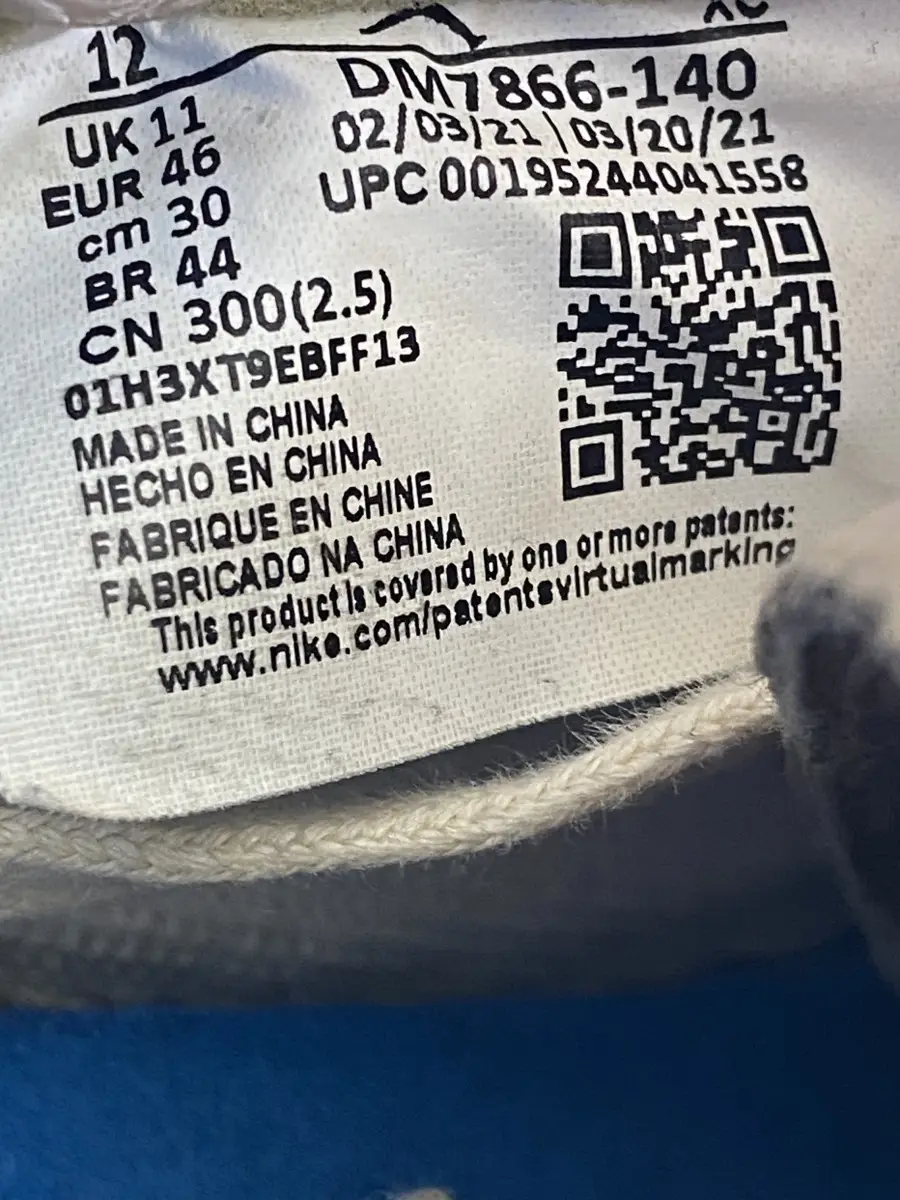 12
DM7866-140
02/03/21 | 03/20/21
UPC 00195244041558
UK 11
EUR 46
cm 30
BR 44
CN 300(2.5)
01H3XT9EBFF13
MADE IN CHINA
HECHO EN CHINA
FABRIQUE EN CHINE
FABRICADO NA CHINA
This product is covered by one or more patents:
www.nike.com/patentsvirtualmarking